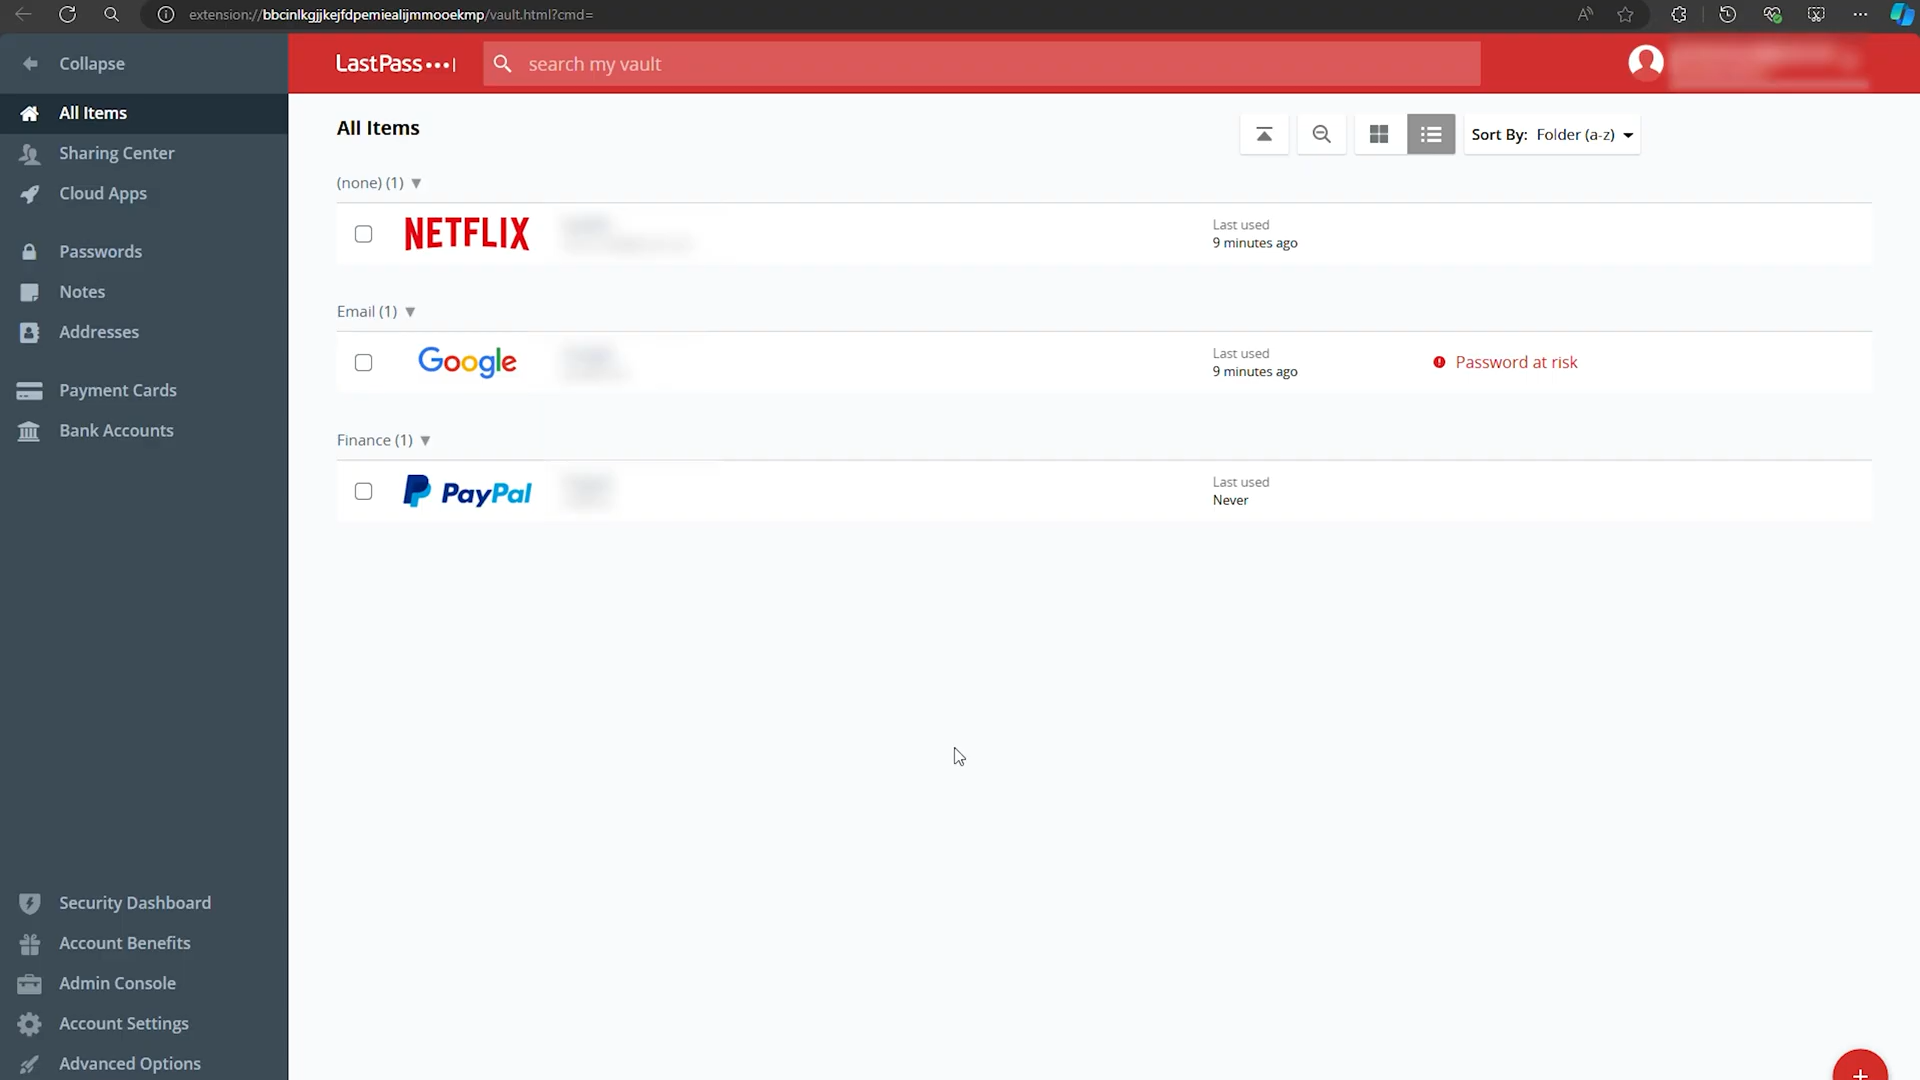 extension://bbcinlkgjjkejfdpemiealijmmooekmp/vault.html?cmd=
Collapse
LastPass
search my vault
All Items
Sharing Center
Cloud Apps
Passwords
Notes
Addresses
Payment Cards
Bank Accounts
Security Dashboard
Account Benefits
Admin Console
Account Settings
Advanced Options
All Items
Sort By: Folder (a-z)
(none) (1)
NETFLIX
Last used
9 minutes ago
Email (1)
Google
Last used
9 minutes ago
Password at risk
Finance (1)
PayPal
Last used
Never